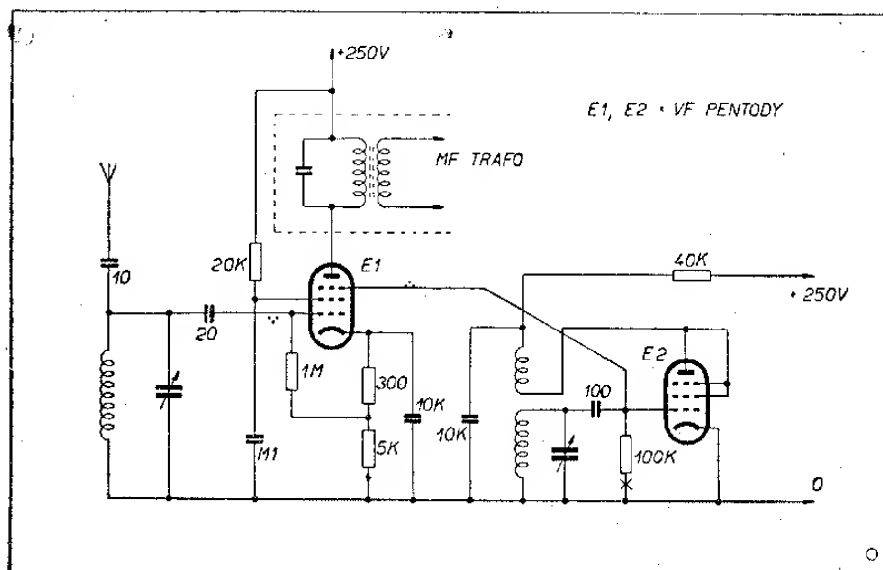 +250V
E1, E2 = VF PENTODY
MF TRAFO
10
20K
E1
40K
+250V
20
1M
300
10K
10K
100
E2
M1
5K
100K
0